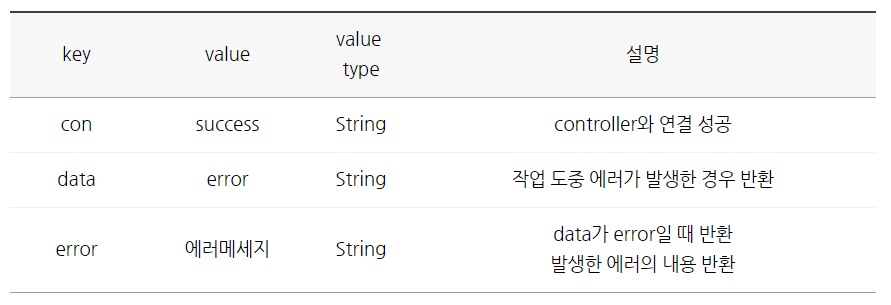 key value value type 설명
con success String controller와 연결 성공
data error String 작업 도중 에러가 발생한 경우 반환
error 에러메세지 String data가 error일 때 반환
발생한 에러의 내용 반환